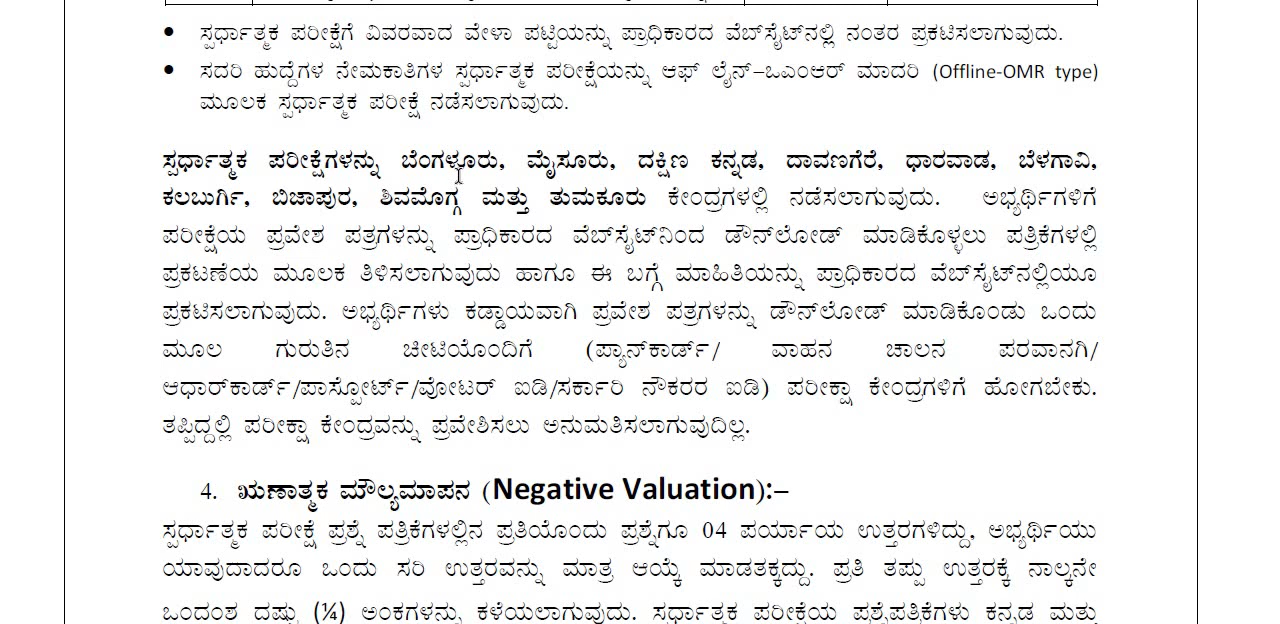 ಸ್ಪರ್ಧಾತ್ಮಕ ಪರೀಕ್ಷೆಗೆ ವಿವರವಾದ ವೇಳಾ ಪಟ್ಟಿಯನ್ನು ಪ್ರಾಧಿಕಾರದ ವೆಬ್‌ಸೈಟ್‌ನಲ್ಲಿ ನಂತರ ಪ್ರಕಟಿಸಲಾಗುವುದು.
ಸದರಿ ಹುದ್ದೆಗಳ ನೇಮಕಾತಿಗಳ ಸ್ಪರ್ಧಾತ್ಮಕ ಪರೀಕ್ಷೆಯನ್ನು ಆಫ್ ಲೈನ್–ಒಎಂಆರ್ ಮಾದರಿ (Offline-OMR type)
ಮೂಲಕ ಸ್ಪರ್ಧಾತ್ಮಕ ಪರೀಕ್ಷೆ ನಡೆಸಲಾಗುವುದು.
ಸ್ಪರ್ಧಾತ್ಮಕ ಪರೀಕ್ಷೆಗಳನ್ನು ಬೆಂಗಳೂರು, ಮೈಸೂರು, ದಕ್ಷಿಣ ಕನ್ನಡ, ದಾವಣಗೆರೆ, ಧಾರವಾಡ, ಬೆಳಗಾವಿ,
ಕಲಬುರ್ಗಿ, ಬಿಜಾಪುರ, ಶಿವಮೊಗ್ಗ ಮತ್ತು ತುಮಕೂರು ಕೇಂದ್ರಗಳಲ್ಲಿ ನಡೆಸಲಾಗುವುದು. ಅಭ್ಯರ್ಥಿಗಳಿಗೆ
ಪರೀಕ್ಷೆಯ ಪ್ರವೇಶ ಪತ್ರಗಳನ್ನು ಪ್ರಾಧಿಕಾರದ ವೆಬ್‌ಸೈಟ್‌ನಿಂದ ಡೌನ್‌ಲೋಡ್ ಮಾಡಿಕೊಳ್ಳಲು ಪತ್ರಿಕೆಗಳಲ್ಲಿ
ಪ್ರಕಟಣೆಯ ಮೂಲಕ ತಿಳಿಸಲಾಗುವುದು ಹಾಗೂ ಈ ಬಗ್ಗೆ ಮಾಹಿತಿಯನ್ನು ಪ್ರಾಧಿಕಾರದ ವೆಬ್‌ಸೈಟ್‌ನಲ್ಲಿಯೂ
ಪ್ರಕಟಿಸಲಾಗುವುದು. ಅಭ್ಯರ್ಥಿಗಳು ಕಡ್ಡಾಯವಾಗಿ ಪ್ರವೇಶ ಪತ್ರಗಳನ್ನು ಡೌನ್‌ಲೋಡ್ ಮಾಡಿಕೊಂಡು ಒಂದು
ಮೂಲ ಗುರುತಿನ ಚೀಟಿಯೊಂದಿಗೆ (ಪ್ಯಾನ್‌ಕಾರ್ಡ್/ ವಾಹನ ಚಾಲನ ಪರವಾನಗಿ/
ಆಧಾರ್‌ಕಾರ್ಡ್/ಪಾಸ್ಪೋರ್ಟ್/ವೋಟರ್ ಐಡಿ/ಸರ್ಕಾರಿ ನೌಕರರ ಐಡಿ) ಪರೀಕ್ಷಾ ಕೇಂದ್ರಗಳಿಗೆ ಹೋಗಬೇಕು.
ತಪ್ಪಿದ್ದಲ್ಲಿ ಪರೀಕ್ಷಾ ಕೇಂದ್ರವನ್ನು ಪ್ರವೇಶಿಸಲು ಅನುಮತಿಸಲಾಗುವುದಿಲ್ಲ.
4. ಋಣಾತ್ಮಕ ಮೌಲ್ಯಮಾಪನ (Negative Valuation):–
ಸ್ಪರ್ಧಾತ್ಮಕ ಪರೀಕ್ಷೆ ಪ್ರಶ್ನೆ ಪತ್ರಿಕೆಗಳಲ್ಲಿನ ಪ್ರತಿಯೊಂದು ಪ್ರಶ್ನೆಗೂ 04 ಪರ್ಯಾಯ ಉತ್ತರಗಳಿದ್ದು, ಅಭ್ಯರ್ಥಿಯು
ಯಾವುದಾದರೂ ಒಂದು ಸರಿ ಉತ್ತರವನ್ನು ಮಾತ್ರ ಆಯ್ಕೆ ಮಾಡತಕ್ಕದ್ದು. ಪ್ರತಿ ತಪ್ಪು ಉತ್ತರಕ್ಕೆ ನಾಲ್ಕನೇ
ಒಂದಂಶ ದಷ್ಟು (¼) ಅಂಕಗಳನ್ನು ಕಳೆಯಲಾಗುವುದು. ಸ್ಪರ್ಧಾತ್ಮಕ ಪರೀಕ್ಷೆಯ ಪ್ರಶ್ನೆಪತ್ರಿಕೆಗಳು ಕನ್ನಡ ಮತ್ತು